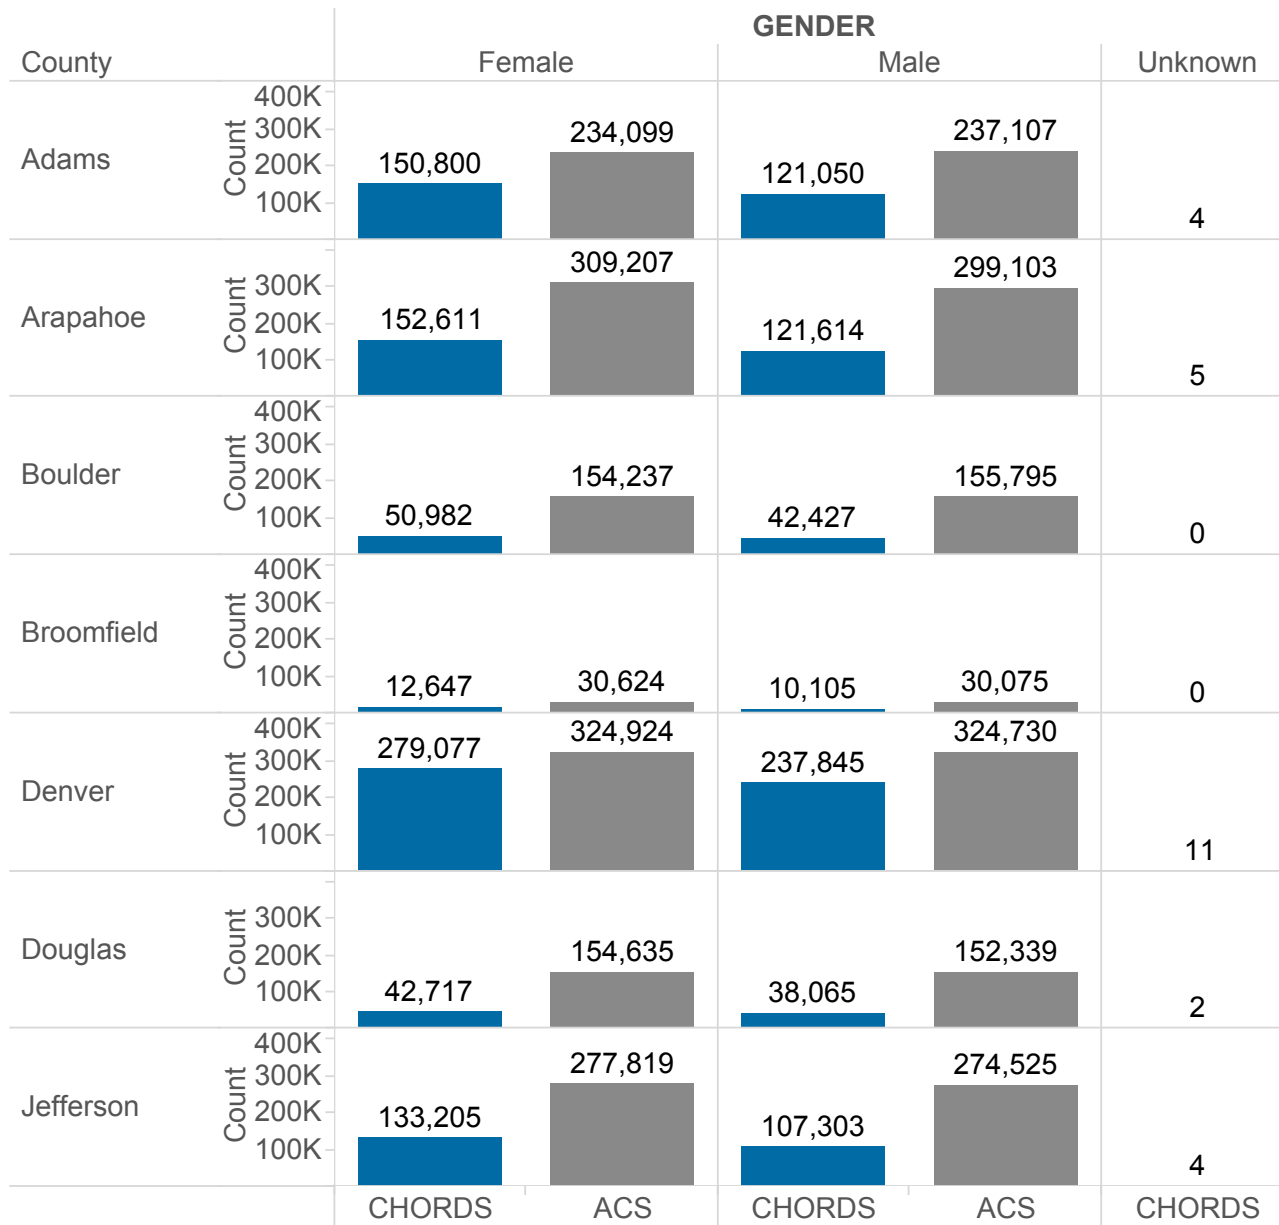 GENDER
County Female Male Unknown
Adams
Count
400K
300K
200K
100K
150,800 234,099 121,050 237,107 4
Arapahoe
Count
300K
200K
100K
152,611 309,207 121,614 299,103 5
Boulder
Count
400K
300K
200K
100K
50,982 154,237 42,427 155,795 0
Broomfield
Count
400K
300K
200K
100K
12,647 30,624 10,105 30,075 0
Denver
Count
400K
300K
200K
100K
279,077 324,924 237,845 324,730 11
Douglas
Count
300K
200K
100K
42,717 154,635 38,065 152,339 2
Jefferson
Count
400K
300K
200K
100K
133,205 277,819 107,303 274,525 4
CHORDS ACS CHORDS ACS CHORDS